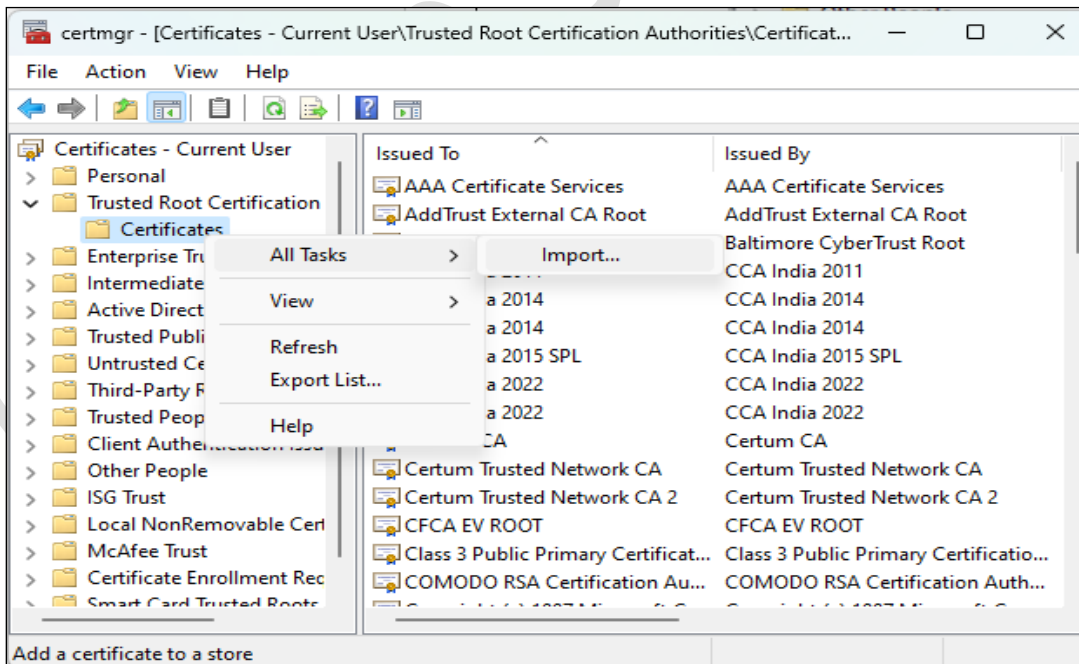 certmgr - [Certificates - Current User\Trusted Root Certification Authorities\Certificat...
File Action View Help
Certificates - Current User
Personal
Trusted Root Certification
Certificates
Enterprise Tru
Intermediate
Active Direct
Trusted Publi
Untrusted Ce
Third-Party R
Trusted Peop
Client Authentication Issu
Other People
ISG Trust
Local NonRemovable Cert
McAfee Trust
Certificate Enrollment Rec
Smart Card Trusted Roots
All Tasks
View
Refresh
Export List...
Help
Import...
Issued To Issued By
AAA Certificate Services AAA Certificate Services
AddTrust External CA Root AddTrust External CA Root
Baltimore CyberTrust Root
CCA India 2011
a 2014 CCA India 2014
a 2014 CCA India 2014
a 2015 SPL CCA India 2015 SPL
a 2022 CCA India 2022
a 2022 CCA India 2022
CA Certum CA
Certum Trusted Network CA Certum Trusted Network CA
Certum Trusted Network CA 2 Certum Trusted Network CA 2
CFCA EV ROOT CFCA EV ROOT
Class 3 Public Primary Certificat... Class 3 Public Primary Certificatio...
COMODO RSA Certification Au... COMODO RSA Certification Auth...
Add a certificate to a store